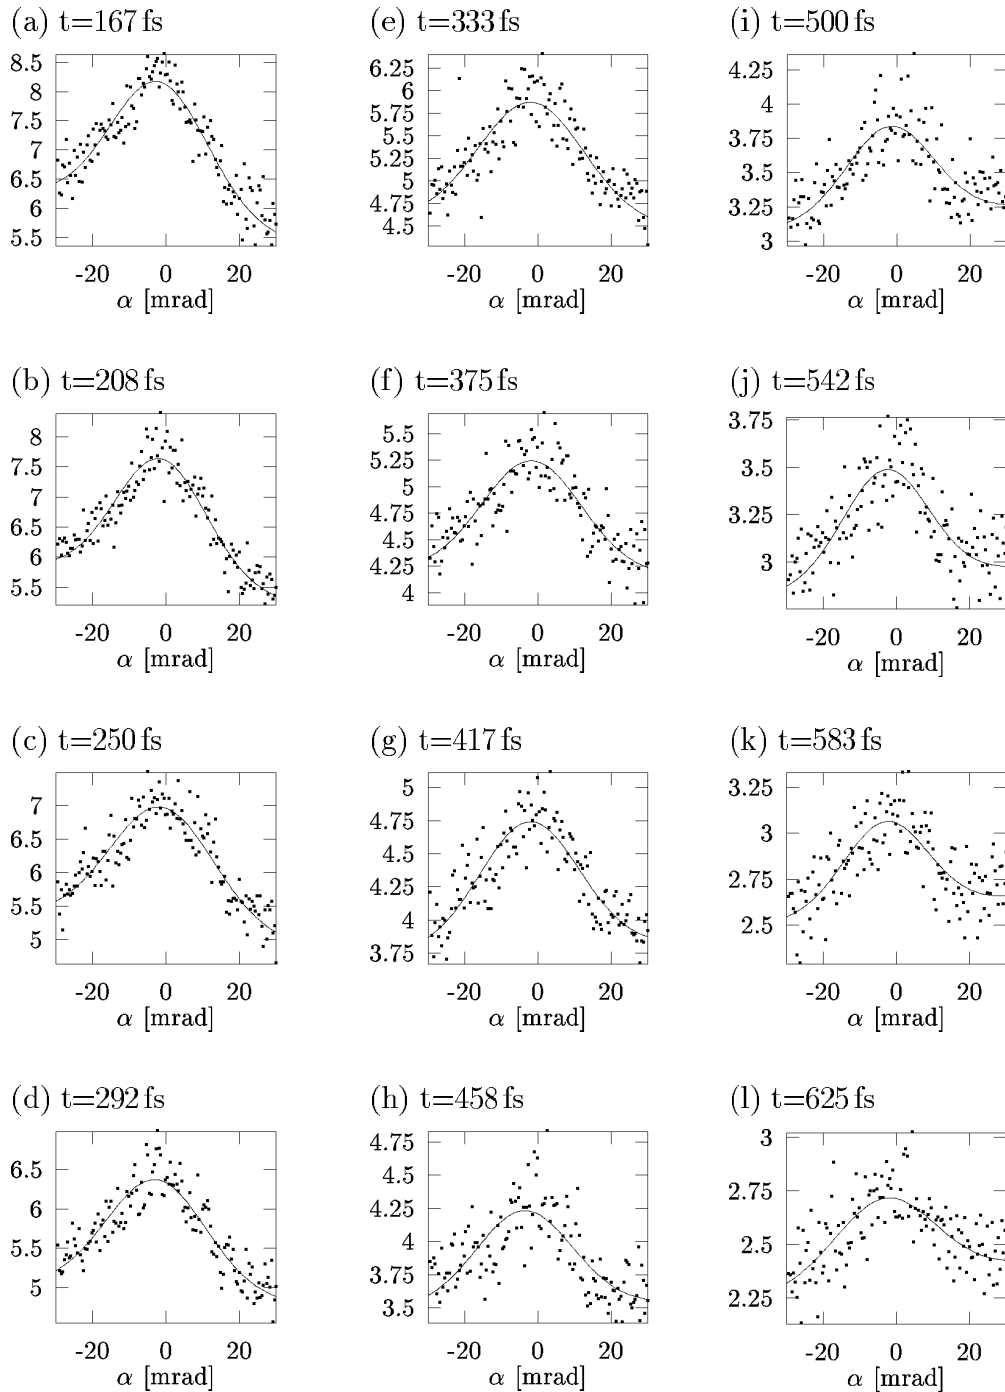 (a) t=167 fs
8.5
8
7.5
7
6.5
6
5.5
-20 0 20
α [mrad]
(e) t=333 fs
6.25
6
5.75
5.5
5.25
5
4.75
4.5
-20 0 20
α [mrad]
(i) t=500 fs
4.25
4
3.75
3.5
3.25
3
-20 0 20
α [mrad]
(b) t=208 fs
8
7.5
7
6.5
6
5.5
-20 0 20
α [mrad]
(f) t=375 fs
5.5
5.25
5
4.75
4.5
4.25
4
-20 0 20
α [mrad]
(j) t=542 fs
3.75
3.5
3.25
3
-20 0 20
α [mrad]
(c) t=250 fs
7
6.5
6
5.5
5
-20 0 20
α [mrad]
(g) t=417 fs
5
4.75
4.5
4.25
4
3.75
-20 0 20
α [mrad]
(k) t=583 fs
3.25
3
2.75
2.5
-20 0 20
α [mrad]
(d) t=292 fs
6.5
6
5.5
5
-20 0 20
α [mrad]
(h) t=458 fs
4.75
4.5
4.25
4
3.75
3.5
-20 0 20
α [mrad]
(l) t=625 fs
3
2.75
2.5
2.25
-20 0 20
α [mrad]